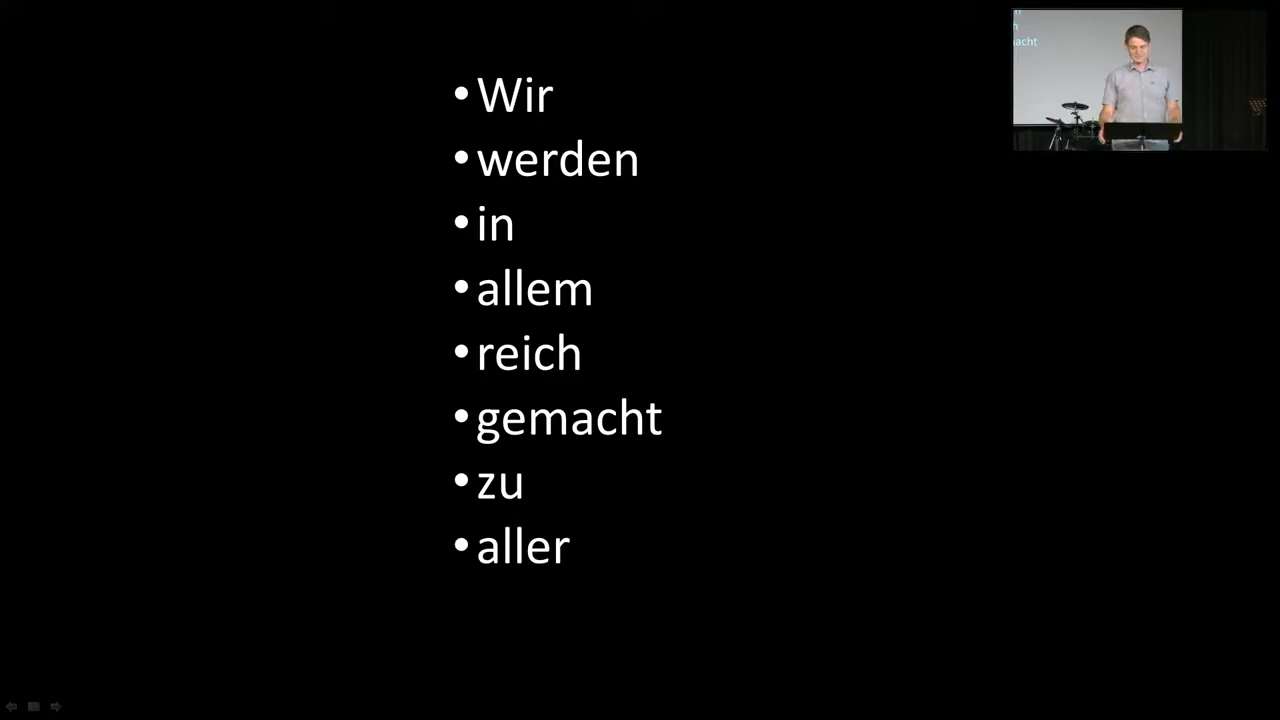 Wir
werden
in
allem
reich
gemacht
zu
aller